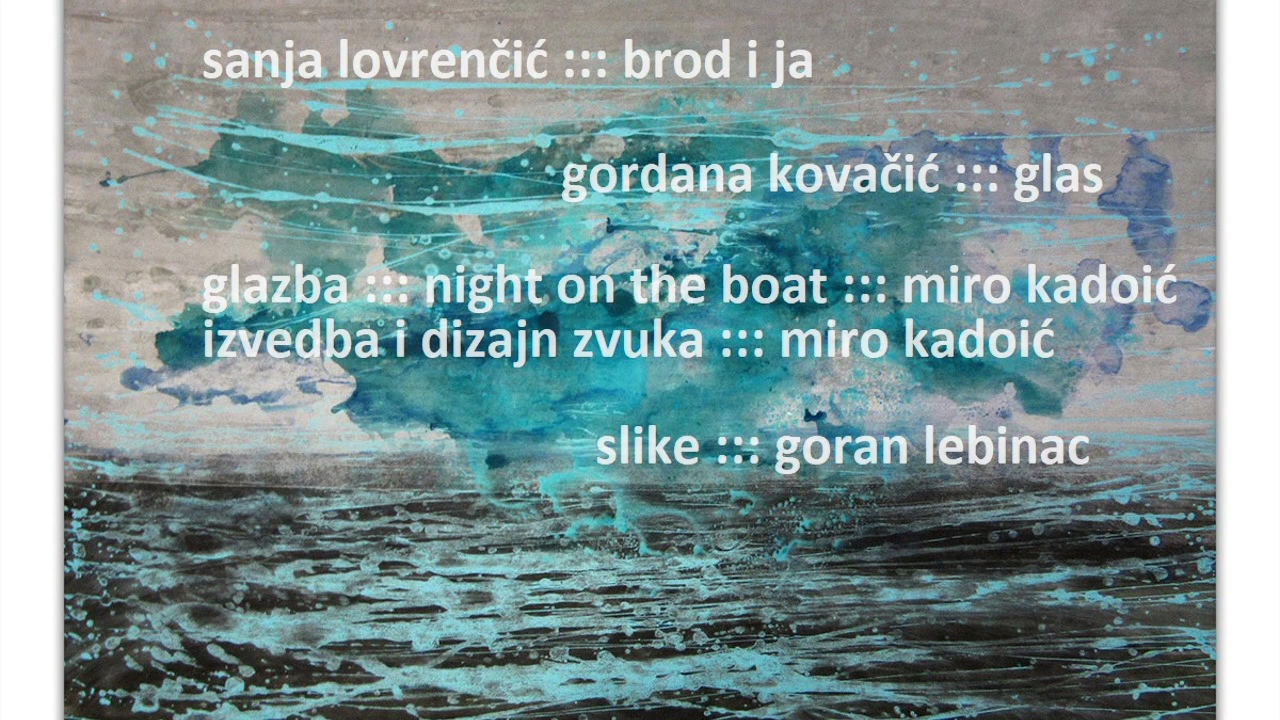 sanja lovrenčić ::: brod i ja
gordana kovačić ::: glas
glazba ::: night on the boat ::: miro kadoić
izvedba i dizajn zvuka ::: miro kadoić
slike ::: goran lebinac